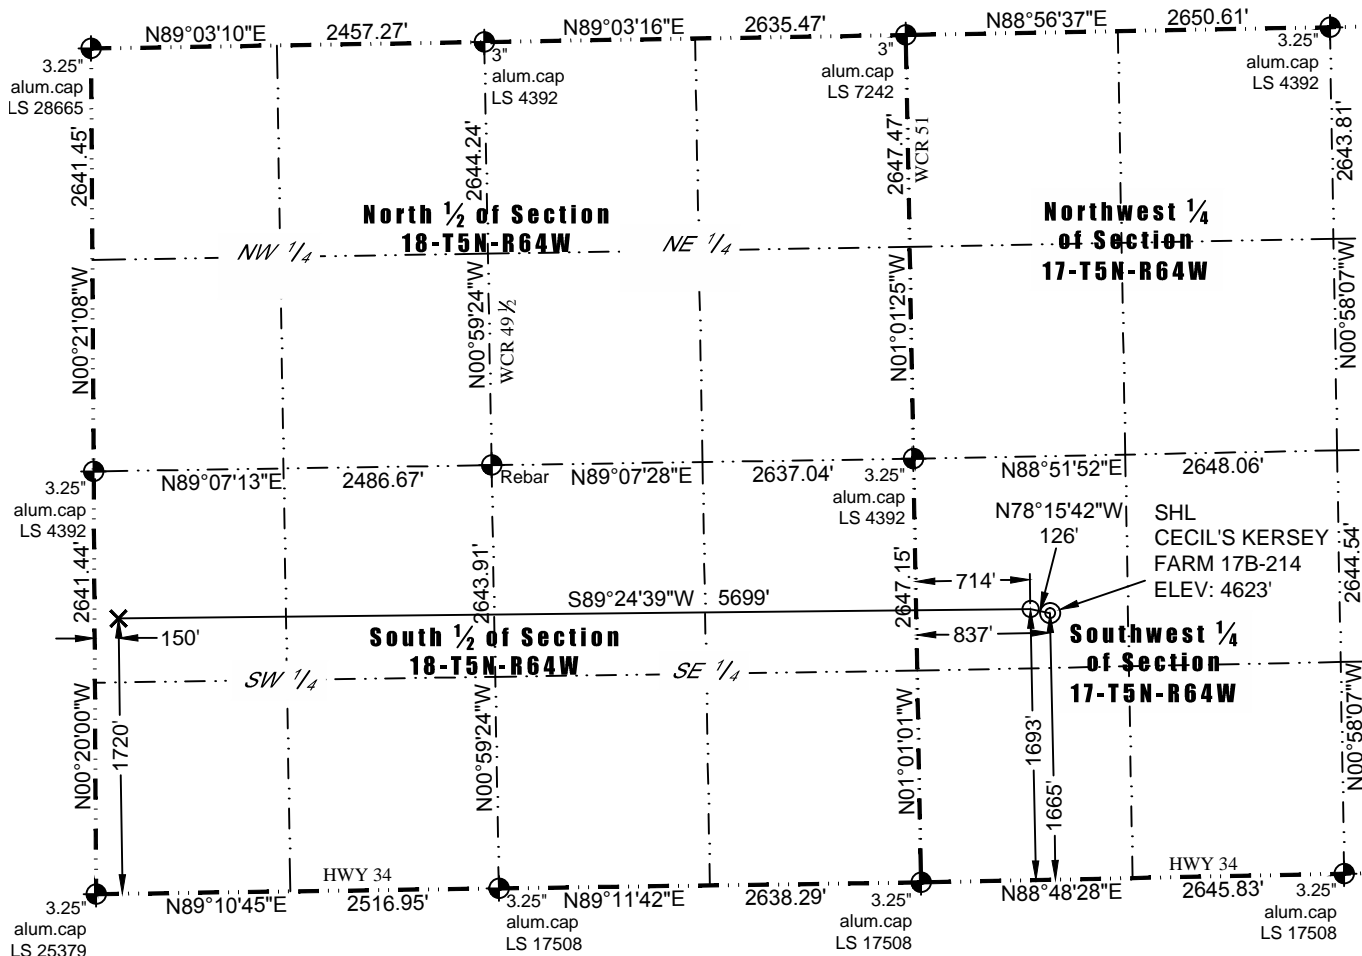 N89°03'10"E 2457.27' N89°03'16"E 2635.47' N88°56'37"E 2650.61'
3.25"
alum.cap
LS 28665
3"
alum.cap
LS 4392
3"
alum.cap
LS 7242
3.25"
alum.cap
LS 4392
2641.45'
2644.24'
2647.47'
WCR 51
2643.81'
North ½ of Section
18-T5N-R64W
Northwest ¼
of Section
17-T5N-R64W
NW ¼
NE ¼
N00°21'08"W
N00°59'24"W
WCR 49 ½
N01°01'25"W
N00°58'07"W
N89°07'13"E 2486.67' Rebar N89°07'28"E 2637.04' N88°51'52"E 2648.06'
3.25"
alum.cap
LS 4392
3.25"
alum.cap
LS 4392
N78°15'42"W
126'
SHL
CECIL'S KERSEY
FARM 17B-214
ELEV: 4623'
2641.44'
2643.91'
2647.15'
2644.54'
714'
S89°24'39"W 5699'
150'
837'
South ½ of Section
18-T5N-R64W
Southwest ¼
of Section
17-T5N-R64W
SW ¼
SE ¼
N00°20'00"W
1720'
N00°59'24"W
N01°01'01"W
1693'
1665'
N00°58'07"W
HWY 34
HWY 34
N89°10'45"E 2516.95' N89°11'42"E 2638.29' N88°48'28"E 2645.83'
3.25"
alum.cap
LS 25379
3.25"
alum.cap
LS 17508
3.25"
alum.cap
LS 17508
3.25"
alum.cap
LS 17508